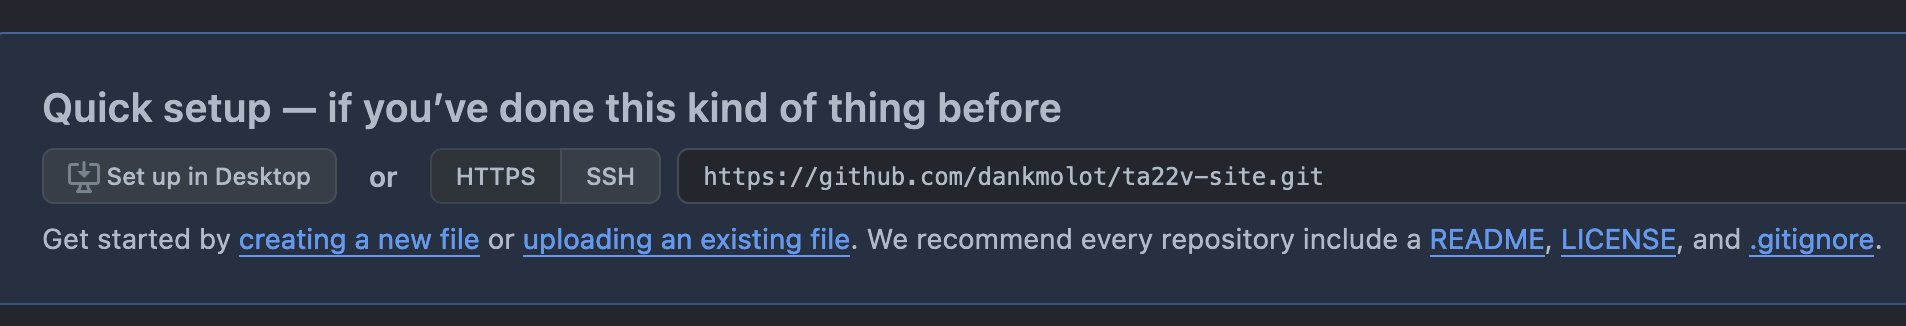 Quick setup — if you’ve done this kind of thing before
Set up in Desktop or HTTPS SSH https://github.com/dankmolot/ta22v-site.git
Get started by creating a new file or uploading an existing file. We recommend every repository include a README, LICENSE, and .gitignore.